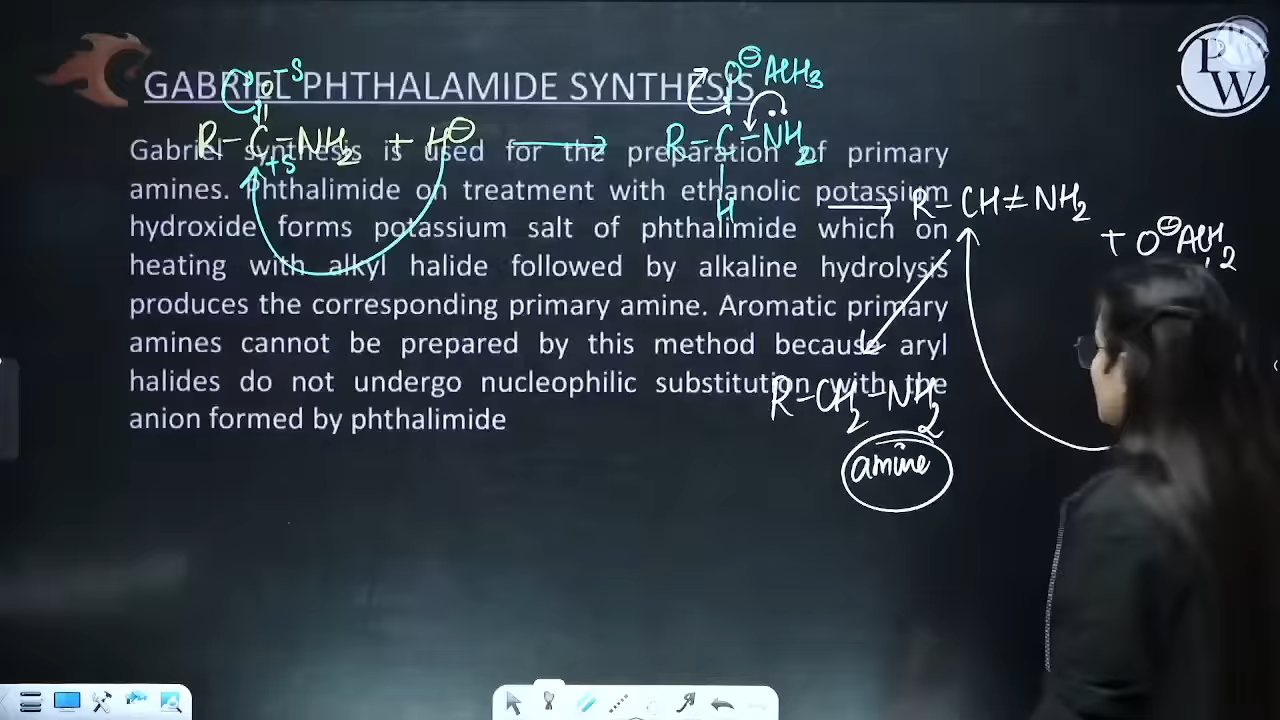 GABRIEL PHTHALAMIDE SYNTHESIS
O -S
R-C-NH2 + H⊖ →
+S
O⊖ AlH3
R-C-NH2
H
Gabriel synthesis is used for the preparation of primary
amines. Phthalimide on treatment with ethanolic potassium
hydroxide forms potassium salt of phthalimide which on
heating with alkyl halide followed by alkaline hydrolysis
produces the corresponding primary amine. Aromatic primary
amines cannot be prepared by this method because aryl
halides do not undergo nucleophilic substitution with the
anion formed by phthalimide
→ R-CH=NH2
+ O⊖AlH2
R-CH2-NH2
amine
PW